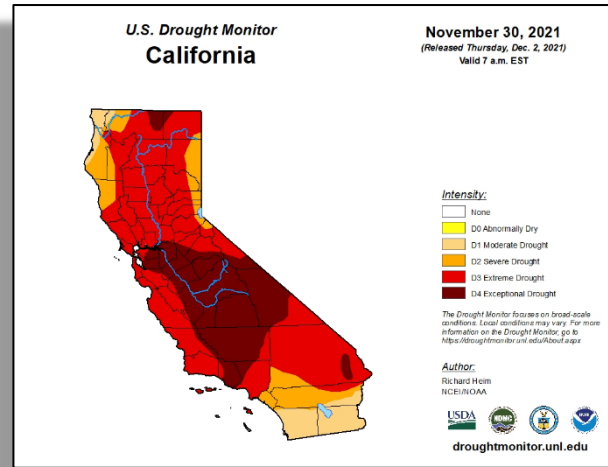 U.S. Drought Monitor
California
November 30, 2021
(Released Thursday, Dec. 2, 2021)
Valid 7 a.m. EST
Intensity:
None
D0 Abnormally Dry
D1 Moderate Drought
D2 Severe Drought
D3 Extreme Drought
D4 Exceptional Drought
The Drought Monitor focuses on broad-scale
conditions. Local conditions may vary. For more
information on the Drought Monitor, go to
https://droughtmonitor.unl.edu/About.aspx
Author:
Richard Heim
NCEI/NOAA
USDA
NDMC
droughtmonitor.unl.edu